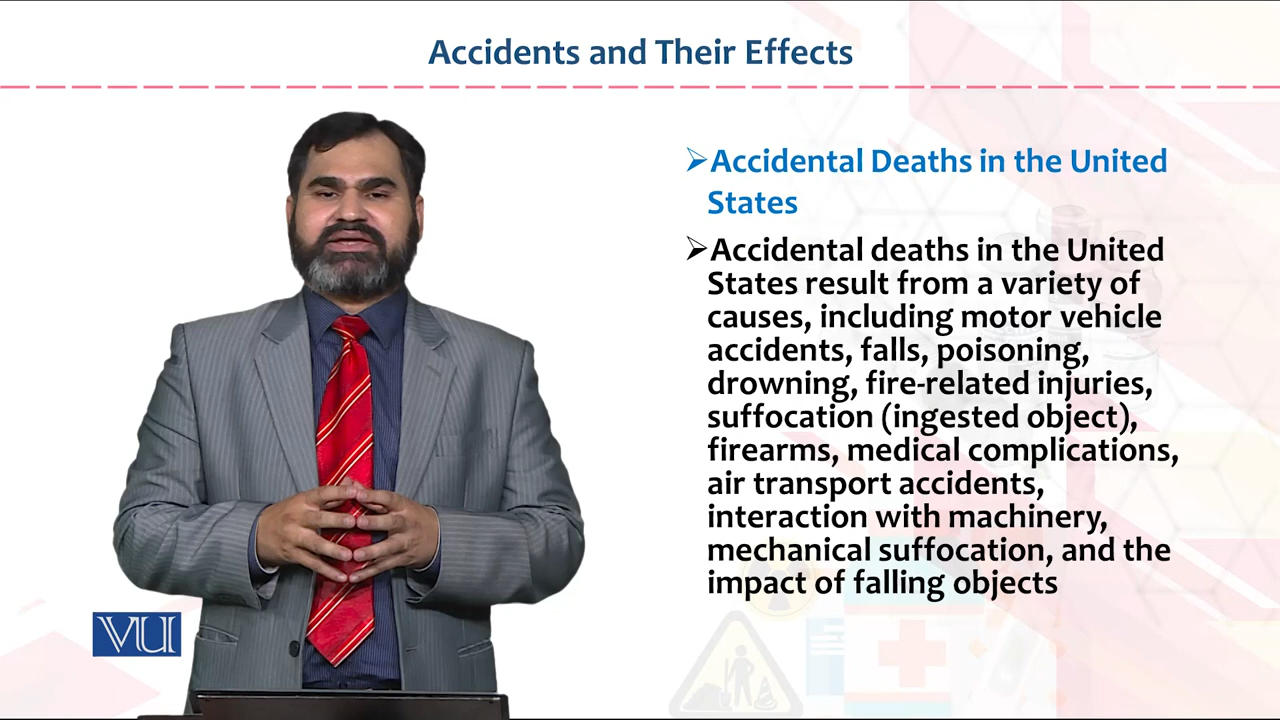 Accidents and Their Effects
➢Accidental Deaths in the United
States
➢Accidental deaths in the United
States result from a variety of
causes, including motor vehicle
accidents, falls, poisoning,
drowning, fire-related injuries,
suffocation (ingested object),
firearms, medical complications,
air transport accidents,
interaction with machinery,
mechanical suffocation, and the
impact of falling objects
VU